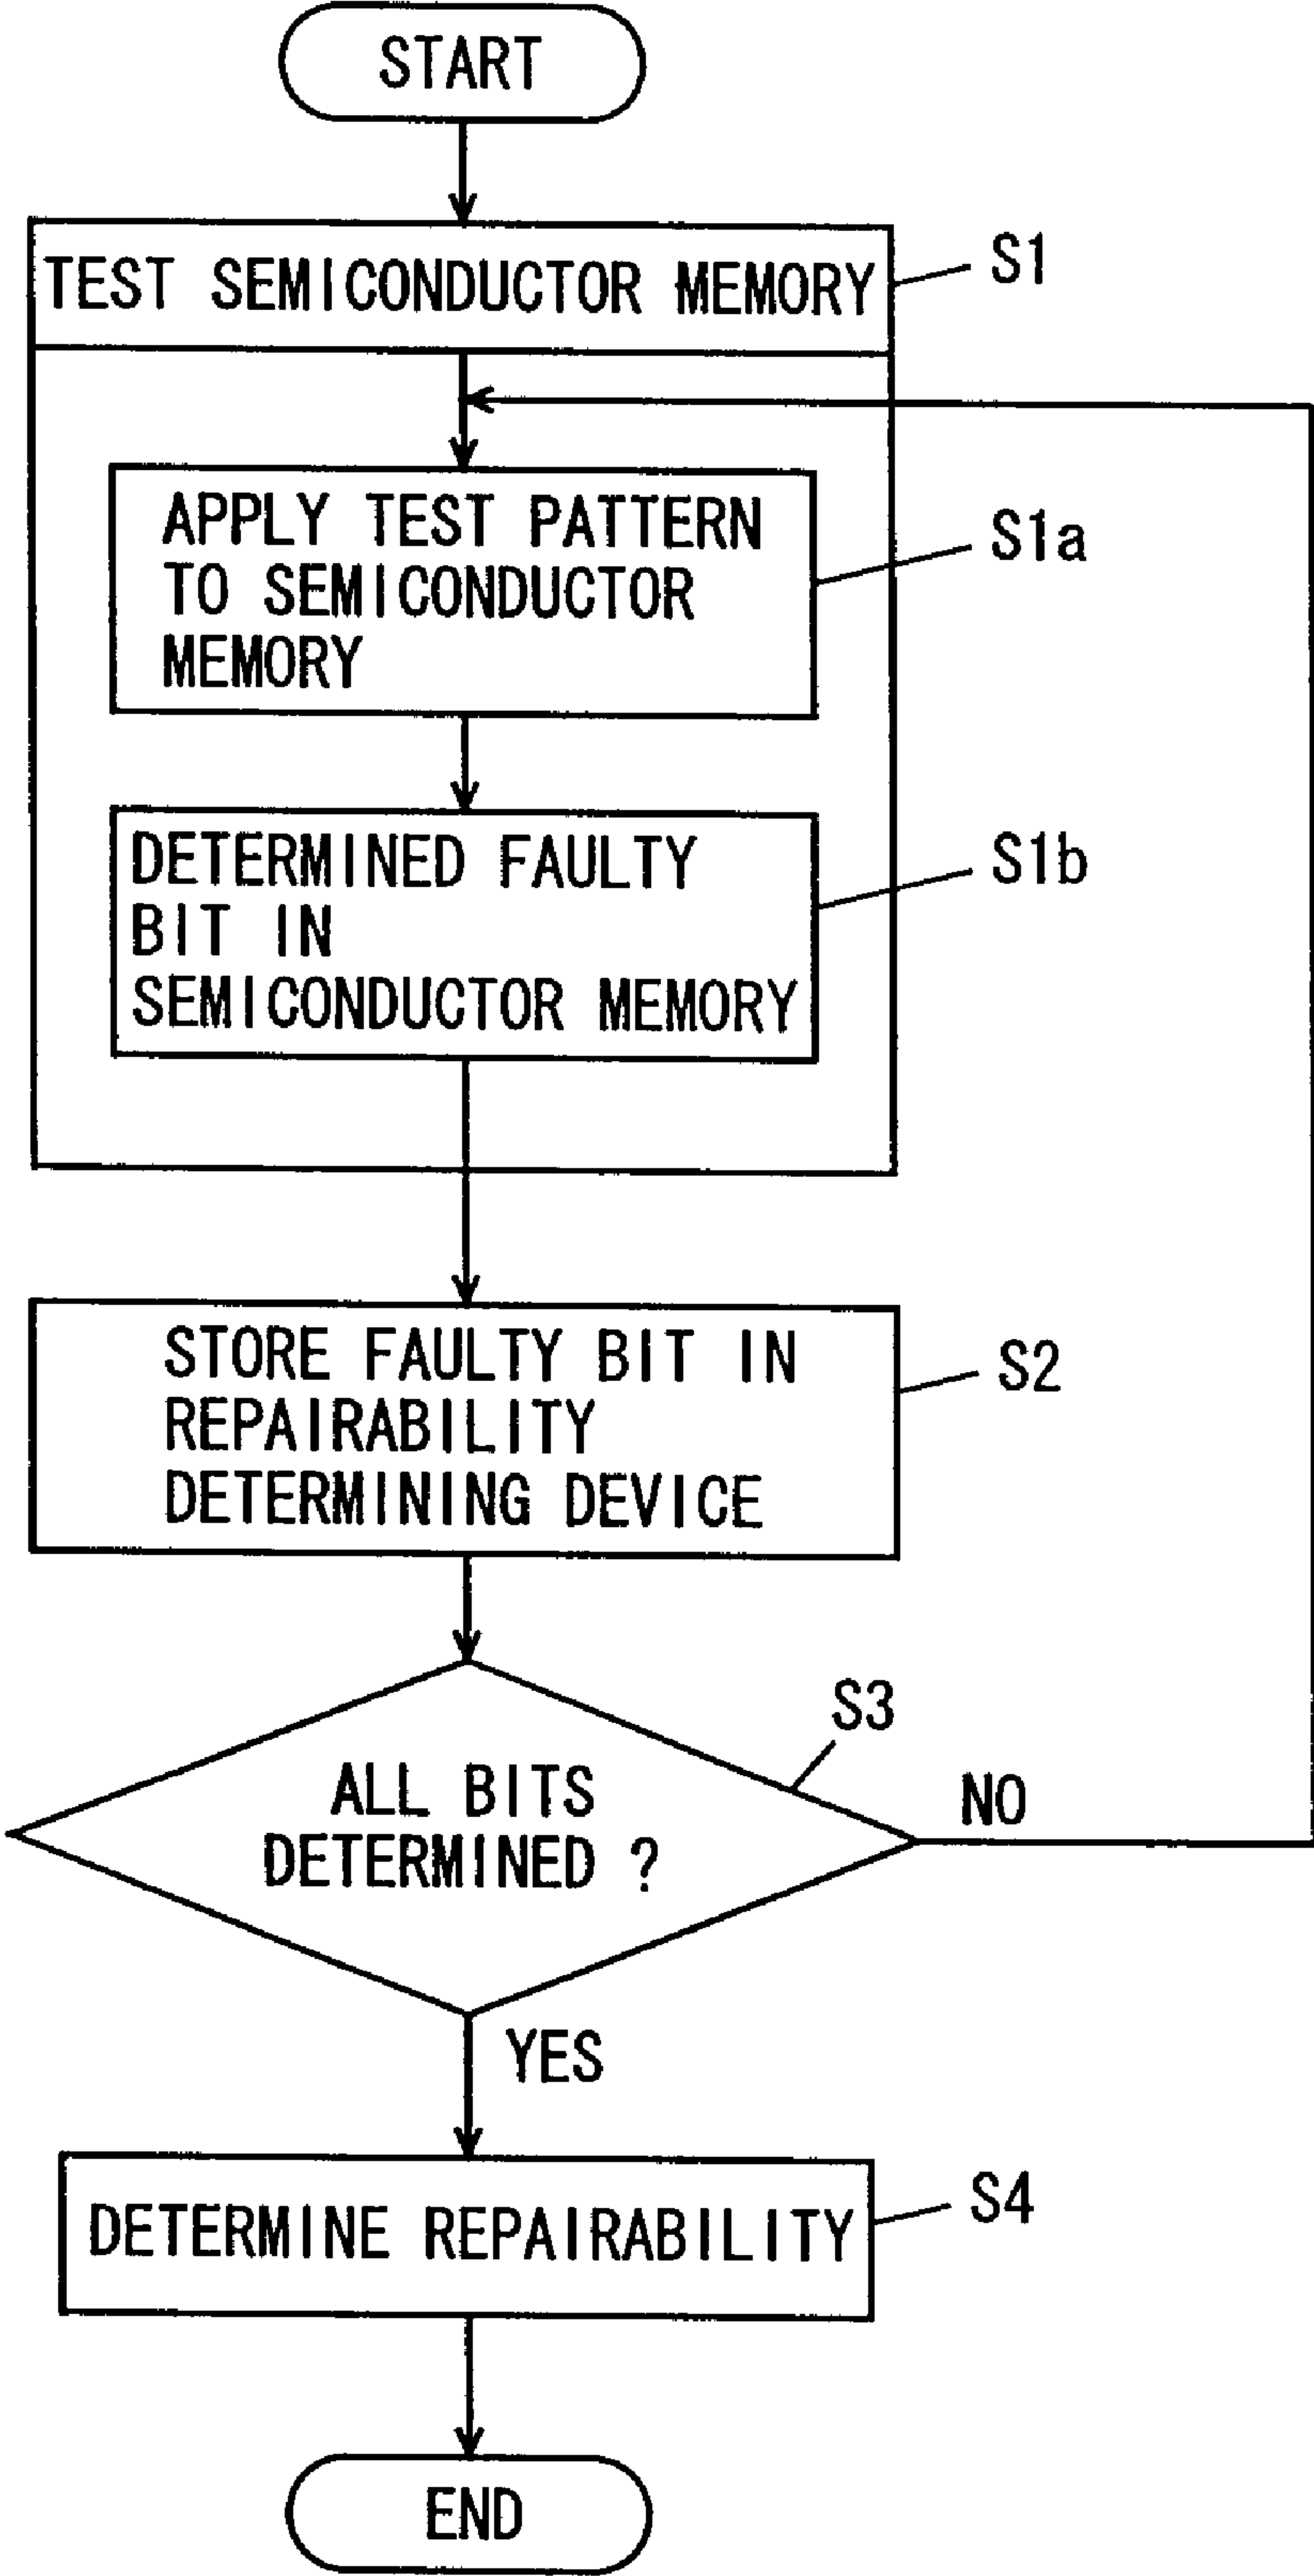 START
TEST SEMICONDUCTOR MEMORY
S1
APPLY TEST PATTERN
TO SEMICONDUCTOR
MEMORY
S1a
DETERMINED FAULTY
BIT IN
SEMICONDUCTOR MEMORY
S1b
STORE FAULTY BIT IN
REPAIRABILITY
DETERMINING DEVICE
S2
S3
ALL BITS
DETERMINED ?
NO
YES
DETERMINE REPAIRABILITY
S4
END